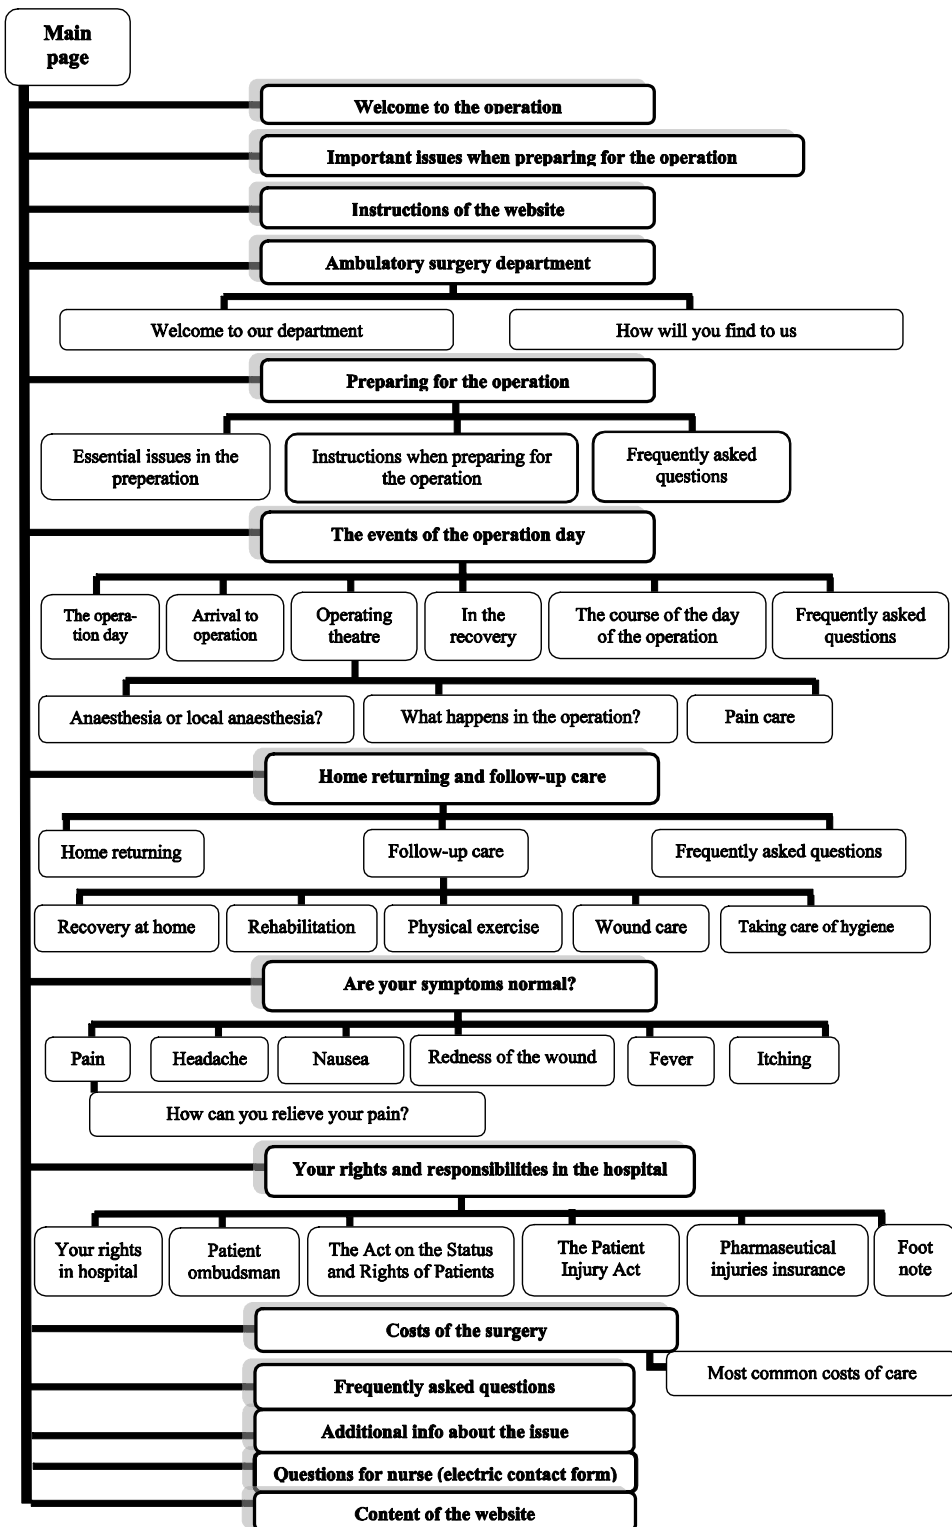 Main
page
Welcome to the operation
Important issues when preparing for the operation
Instructions of the website
Ambulatory surgery department
Welcome to our department
How will you find to us
Preparing for the operation
Essential issues in the
preperation
Instructions when preparing for
the operation
Frequently asked
questions
The events of the operation day
The opera-
tion day
Arrival to
operation
Operating
theatre
In the
recovery
The course of the day
of the operation
Frequently asked
questions
Anaesthesia or local anaesthesia?
What happens in the operation?
Pain care
Home returning and follow-up care
Home returning
Follow-up care
Frequently asked questions
Recovery at home
Rehabilitation
Physical exercise
Wound care
Taking care of hygiene
Are your symptoms normal?
Pain
Headache
Nausea
Redness of the wound
Fever
Itching
How can you relieve your pain?
Your rights and responsibilities in the hospital
Your rights
in hospital
Patient
ombudsman
The Act on the Status
and Rights of Patients
The Patient
Injury Act
Pharmaseutical
injuries insurance
Foot
note
Costs of the surgery
Most common costs of care
Frequently asked questions
Additional info about the issue
Questions for nurse (electric contact form)
Content of the website